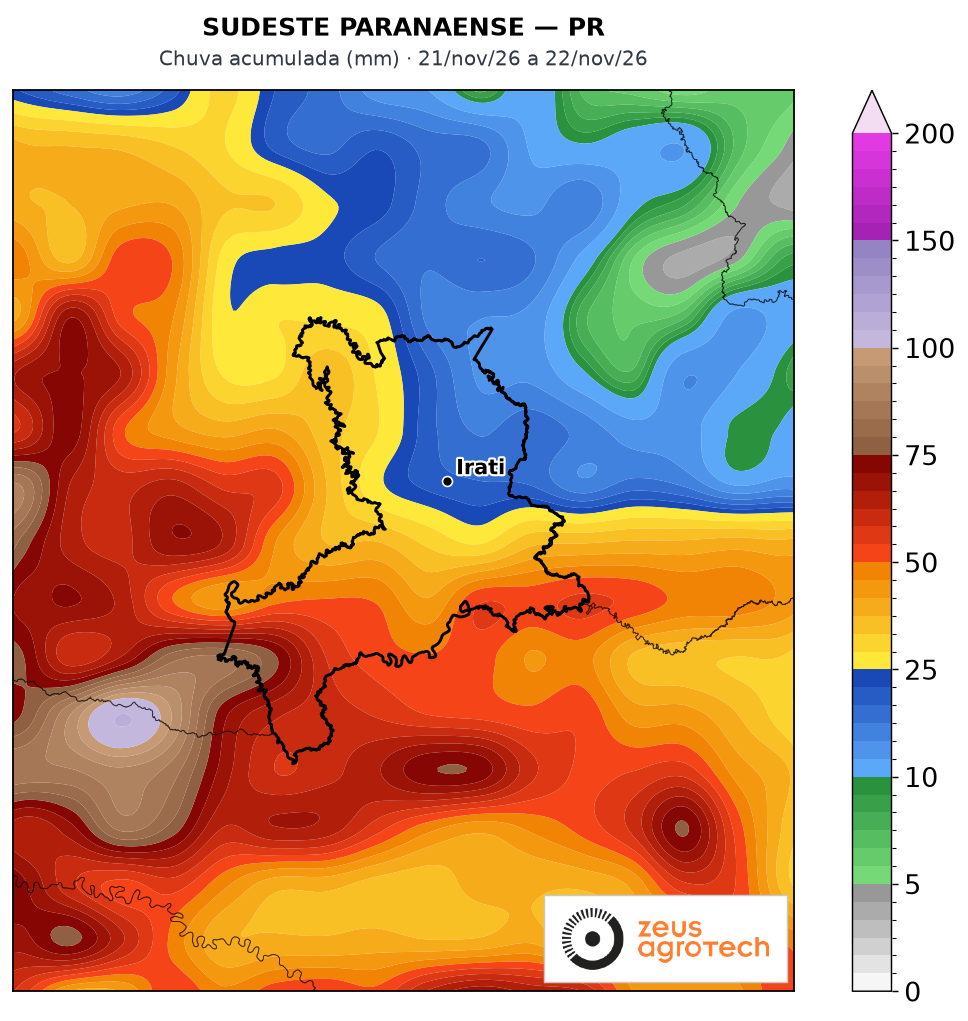 SUDESTE PARANAENSE — PR
Chuva acumulada (mm) · 21/nov/26 a 22/nov/26
200
150
100
75
50
25
10
5
0
Irati
zeus
agrotech